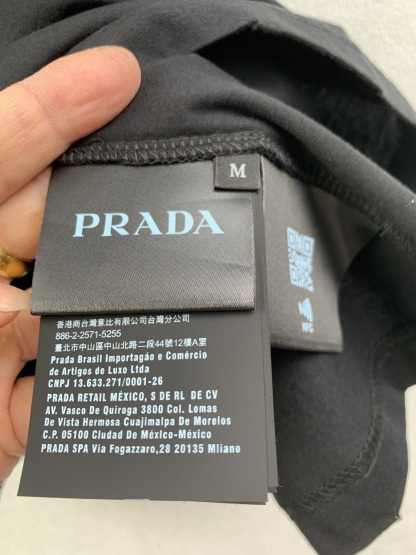 M
PRADA
香港商台灣意比有限公司台灣分公司
886-2-2571-5255
臺北市中山區中山北路二段44號12樓A室
Prada Brasil Importagáo e Comércio
de Artigos de Luxo Ltda
CNPJ 13.633.271/0001-26
PRADA RETAIL MÉXICO, S DE RL DE CV
AV. Vasco De Quiroga 3800 Col. Lomas
De Vista Hermosa Cuajimalpa De Morelos
C.P. 05100 Cludad De Méxlco-México
PRADA SPA Via Fogazzaro,28 20135 Mliano